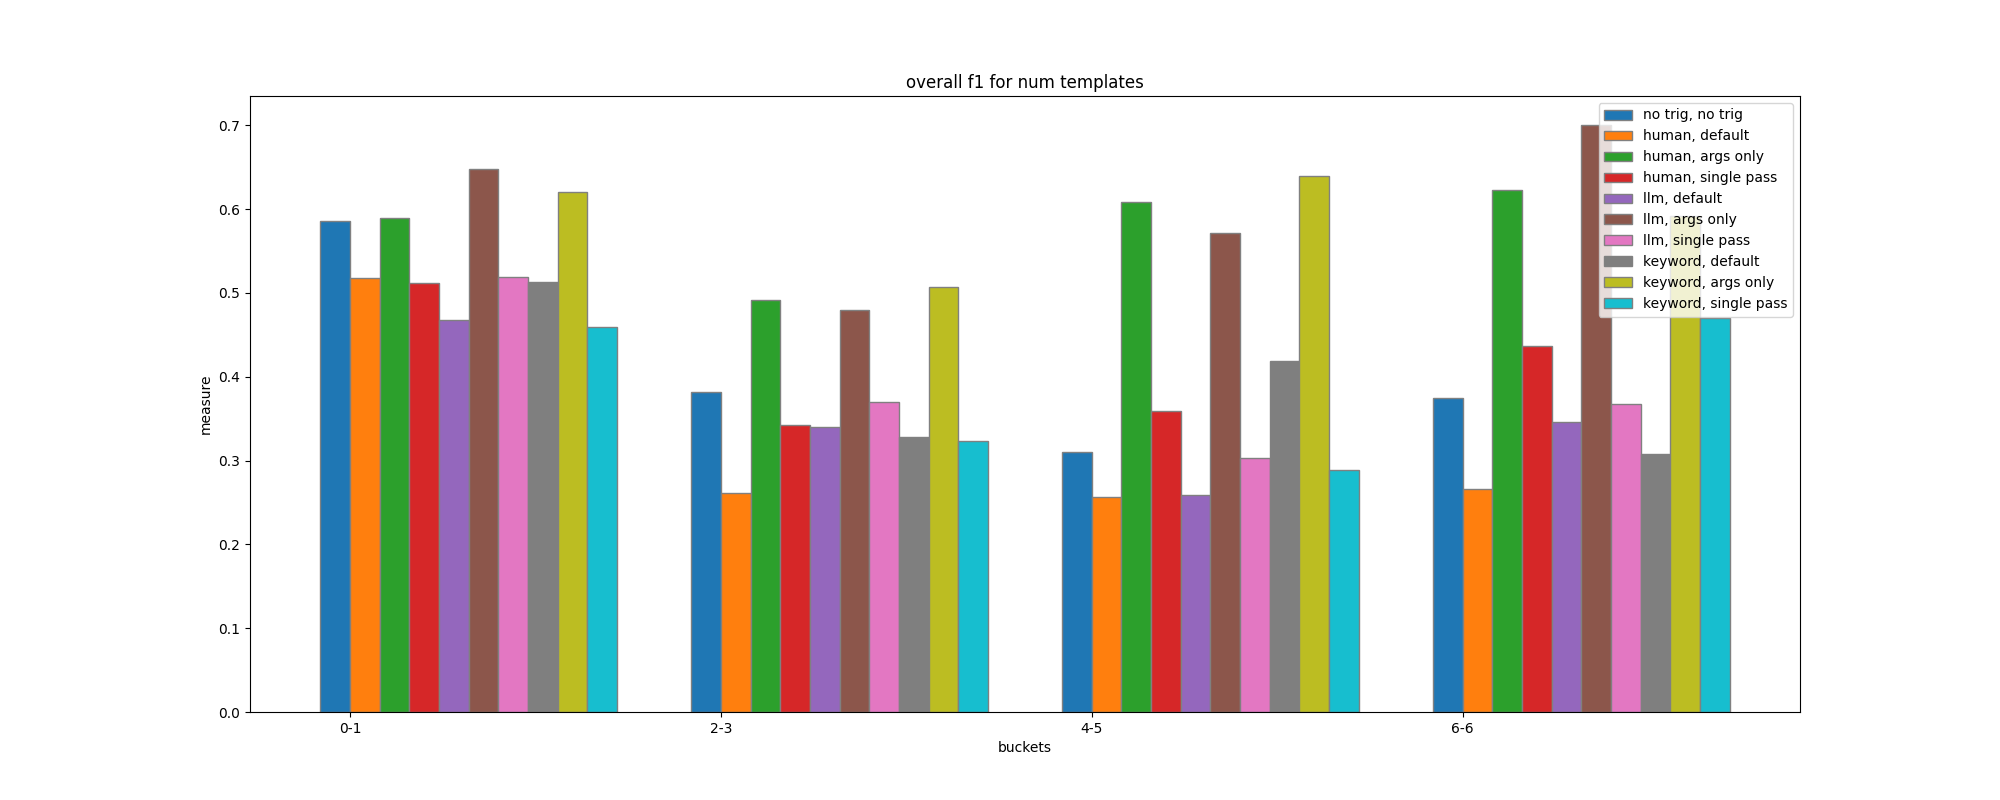 overall f1 for num templates
0.7
0.6
0.5
0.4
0.3
0.2
0.1
0.0
measure
no trig, no trig
human, default
human, args only
human, single pass
llm, default
llm, args only
llm, single pass
keyword, default
keyword, args only
keyword, single pass
0-1
2-3
4-5
6-6
buckets